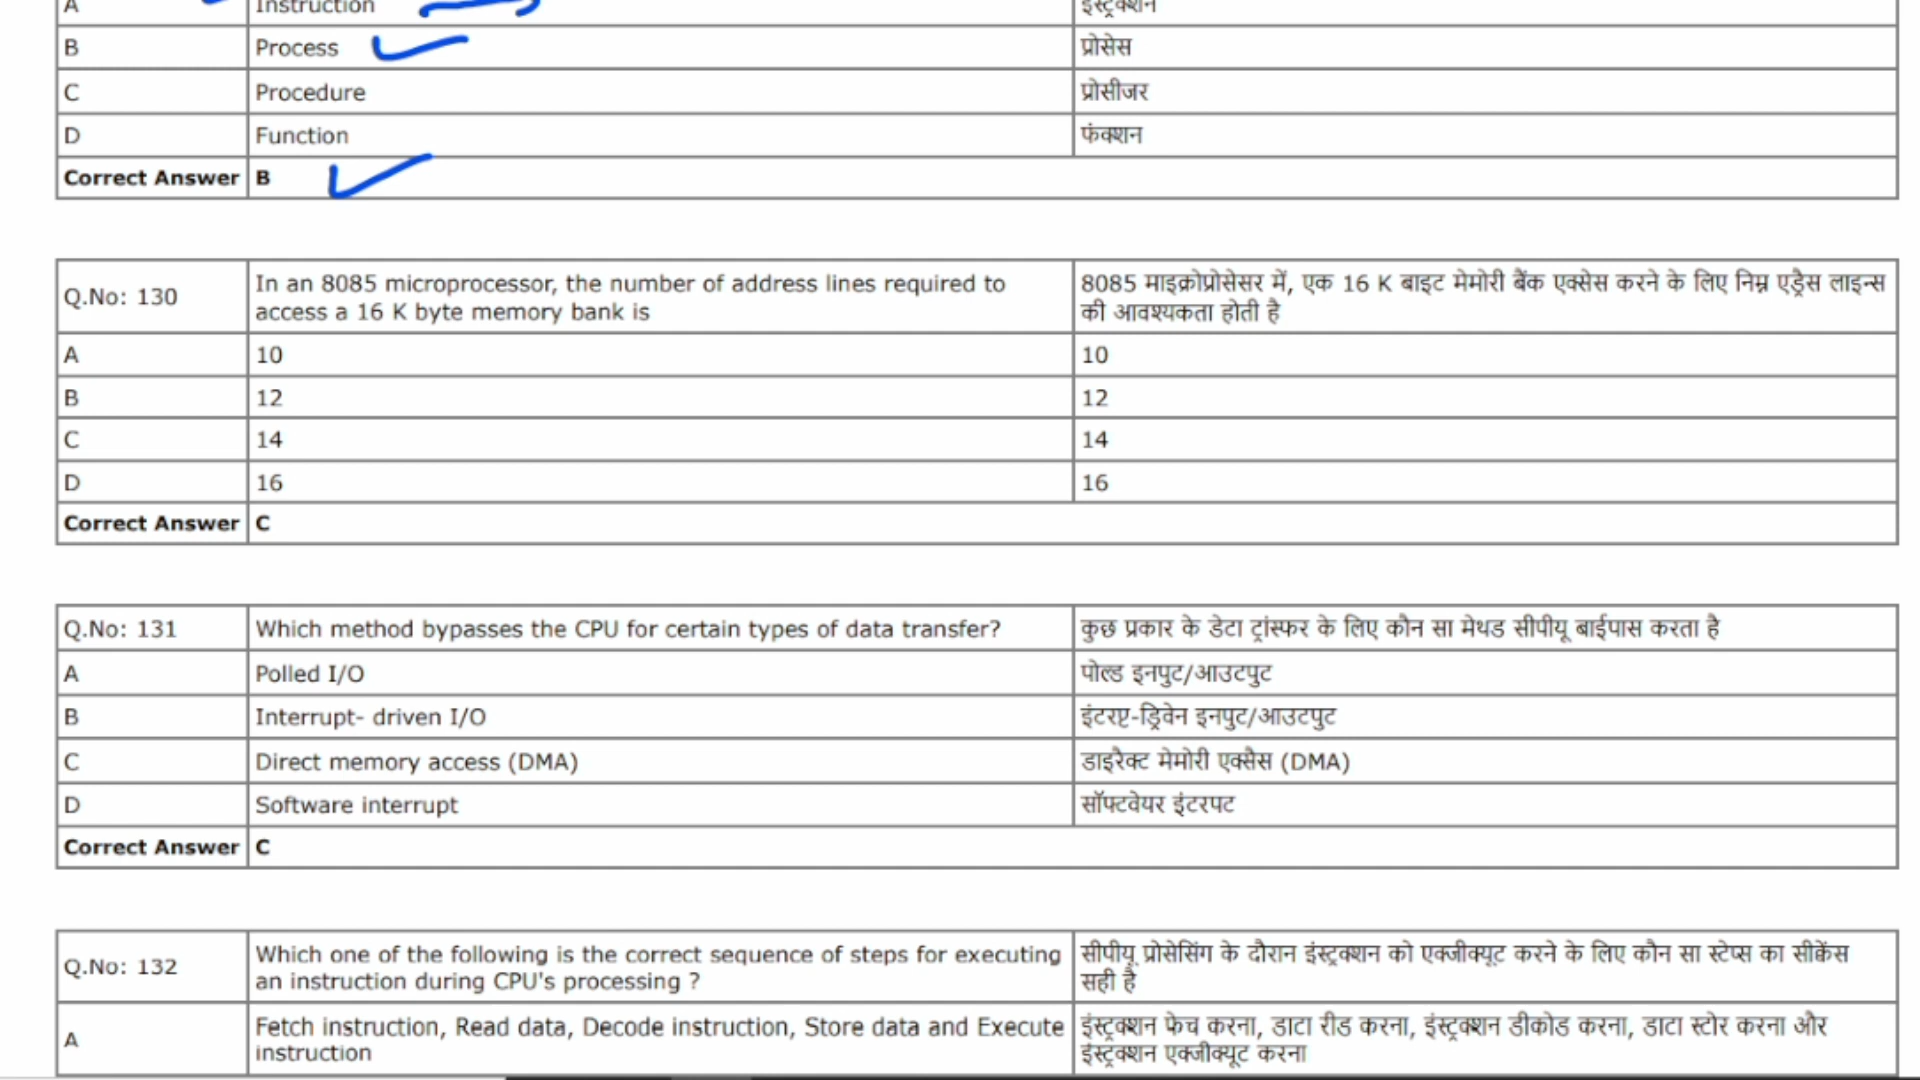 A Instruction इंस्ट्रक्शन
B Process प्रोसेस
C Procedure प्रोसीजर
D Function फंक्शन
Correct Answer B
Q.No: 130 In an 8085 microprocessor, the number of address lines required to 8085 माइक्रोप्रोसेसर में, एक 16 K बाइट मेमोरी बैंक एक्सेस करने के लिए निम्न एड्रैस लाइन्स
access a 16 K byte memory bank is की आवश्यकता होती है
A 10 10
B 12 12
C 14 14
D 16 16
Correct Answer C
Q.No: 131 Which method bypasses the CPU for certain types of data transfer? कुछ प्रकार के डेटा ट्रांस्फर के लिए कौन सा मेथड सीपीयू बाईपास करता है
A Polled I/O पोल्ड इनपुट/आउटपुट
B Interrupt- driven I/O इंटरप्ट-ड्रिवेन इनपुट/आउटपुट
C Direct memory access (DMA) डाइरैक्ट मेमोरी एक्सैस (DMA)
D Software interrupt सॉफ्टवेयर इंटरपट
Correct Answer C
Q.No: 132 Which one of the following is the correct sequence of steps for executing सीपीयू प्रोसेसिंग के दौरान इंस्ट्रक्शन को एक्जीक्यूट करने के लिए कौन सा स्टेप्स का सीक्वेंस
an instruction during CPU's processing ? सही है
A Fetch instruction, Read data, Decode instruction, Store data and Execute इंस्ट्रक्शन फेच करना, डाटा रीड करना, इंस्ट्रक्शन डीकोड करना, डाटा स्टोर करना और
instruction इंस्ट्रक्शन एक्जीक्यूट करना